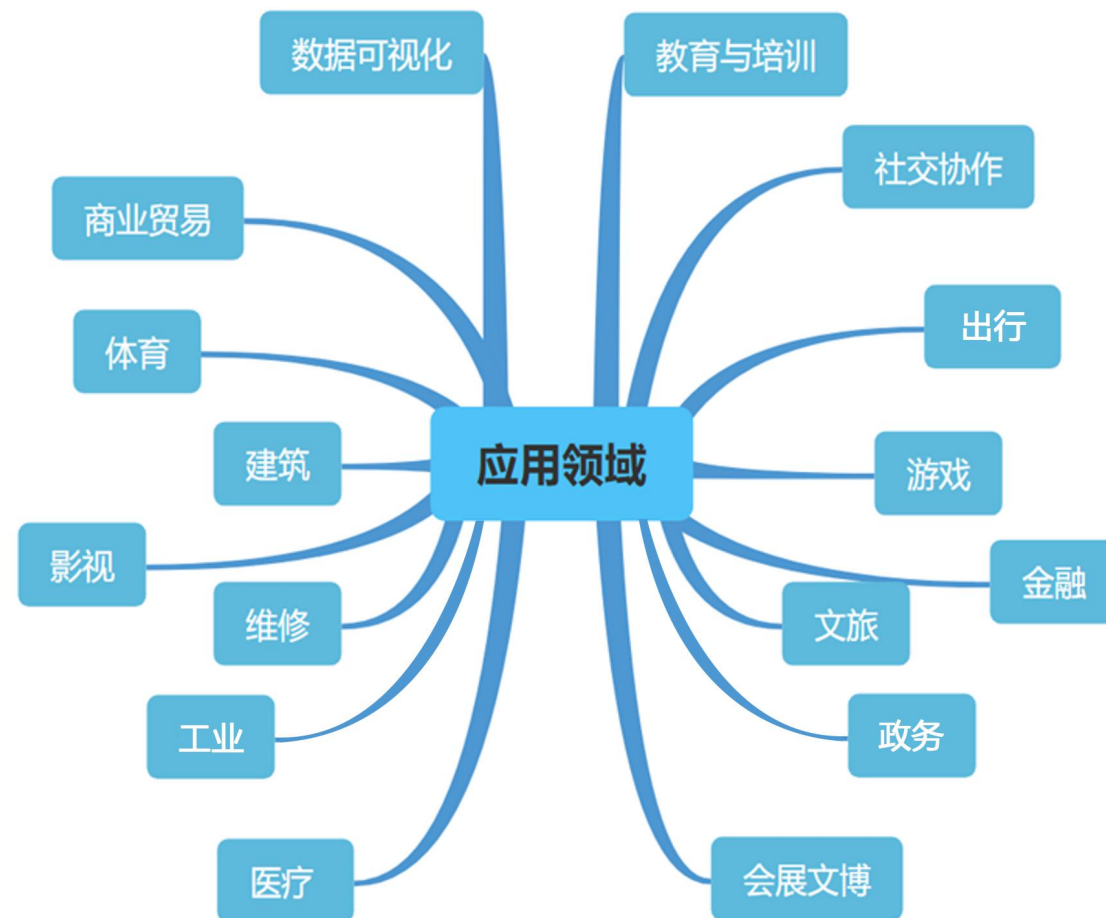 数据可视化
教育与培训
社交协作
商业贸易
出行
体育
建筑
应用领域
游戏
影视
金融
维修
文旅
工业
政务
医疗
会展文博